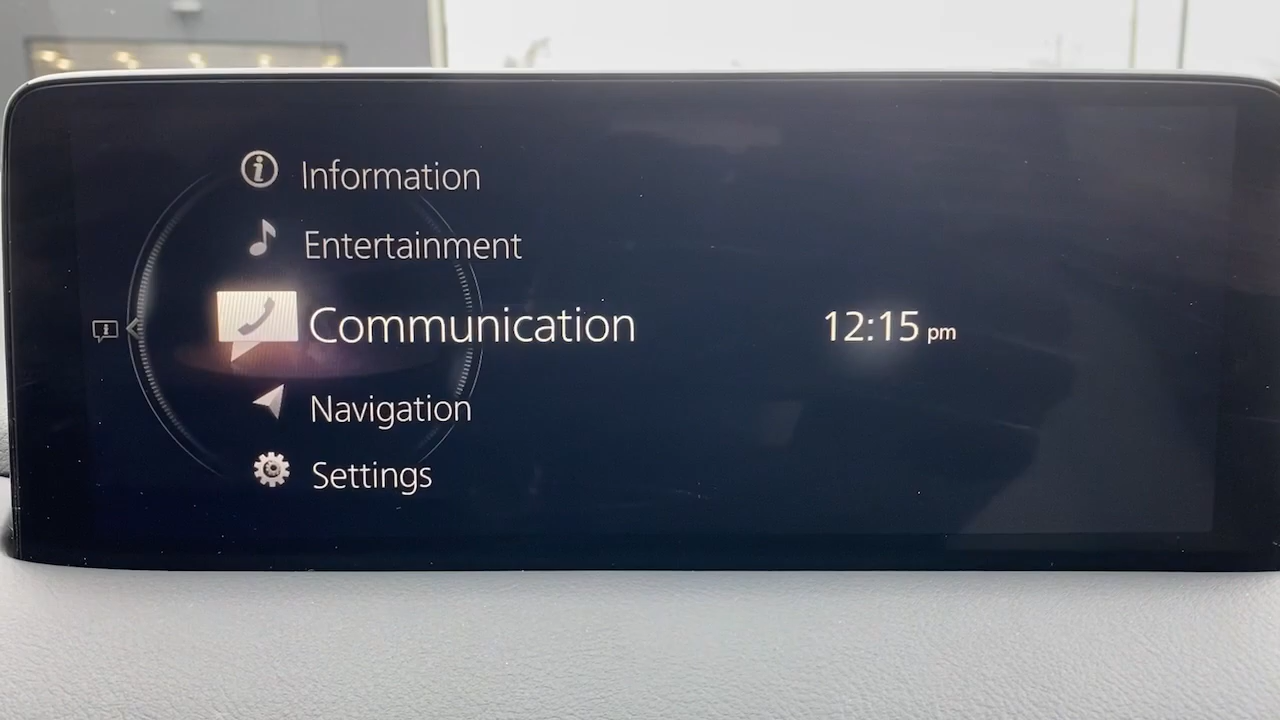 Information
Entertainment
Communication
12:15 pm
Navigation
Settings